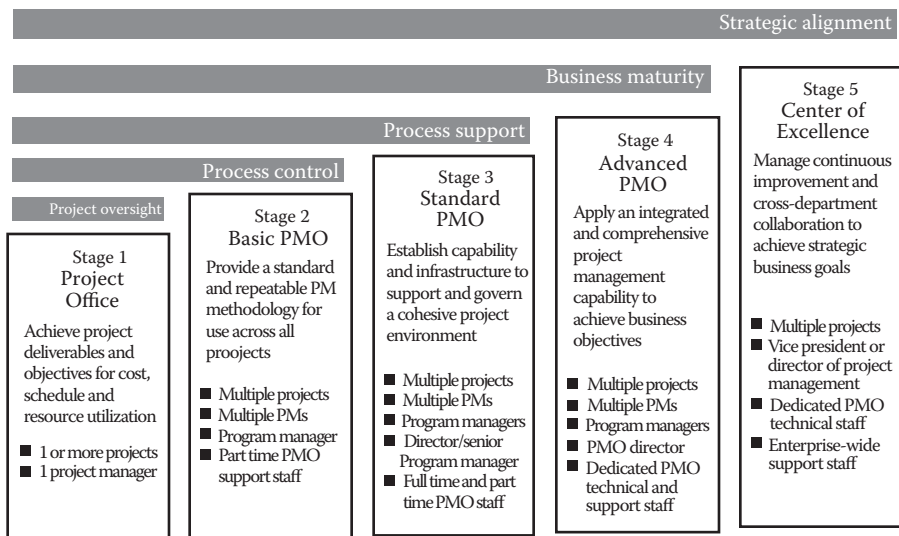 Strategic alignment
Business maturity
Process support
Process control
Project oversight
Stage 1
Project
Office
Achieve project
deliverables and
objectives for cost,
schedule and
resource utilization
■ 1 or more projects
■ 1 project manager
Stage 2
Basic PMO
Provide a standard
and repeatable PM
methodology for
use across all
proojects
■ Multiple projects
■ Multiple PMs
■ Program manager
■ Part time PMO
support staff
Stage 3
Standard
PMO
Establish capability
and infrastructure to
support and govern
a cohesive project
environment
■ Multiple projects
■ Multiple PMs
■ Program managers
■ Director/senior
Program manager
■ Full time and part
time PMO staff
Stage 4
Advanced
PMO
Apply an integrated
and comprehensive
project
management
capability to
achieve business
objectives
■ Multiple projects
■ Multiple PMs
■ Program managers
■ PMO director
■ Dedicated PMO
technical and
support staff
Stage 5
Center of
Excellence
Manage continuous
improvement and
cross-department
collaboration to
achieve strategic
business goals
■ Multiple projects
■ Vice president or
director of project
management
■ Dedicated PMO
technical staff
■ Enterprise-wide
support staff